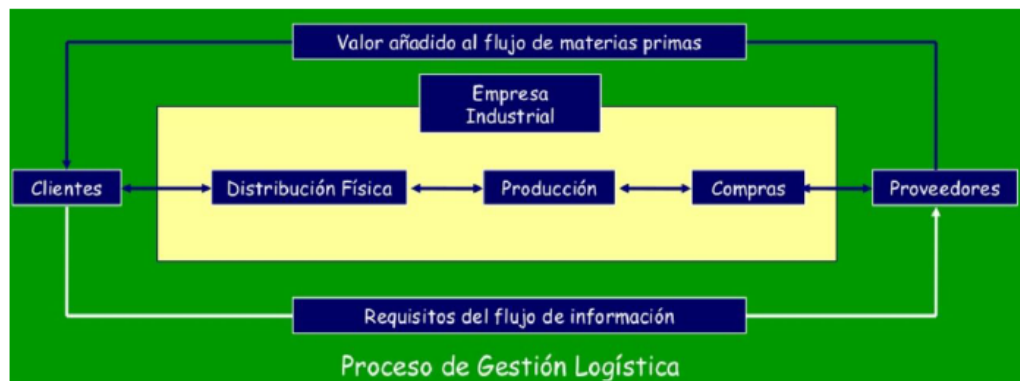 Valor añadido al flujo de materias primas
Empresa
Industrial
Clientes
Distribución Física
Producción
Compras
Proveedores
Requisitos del flujo de información
Proceso de Gestión Logística